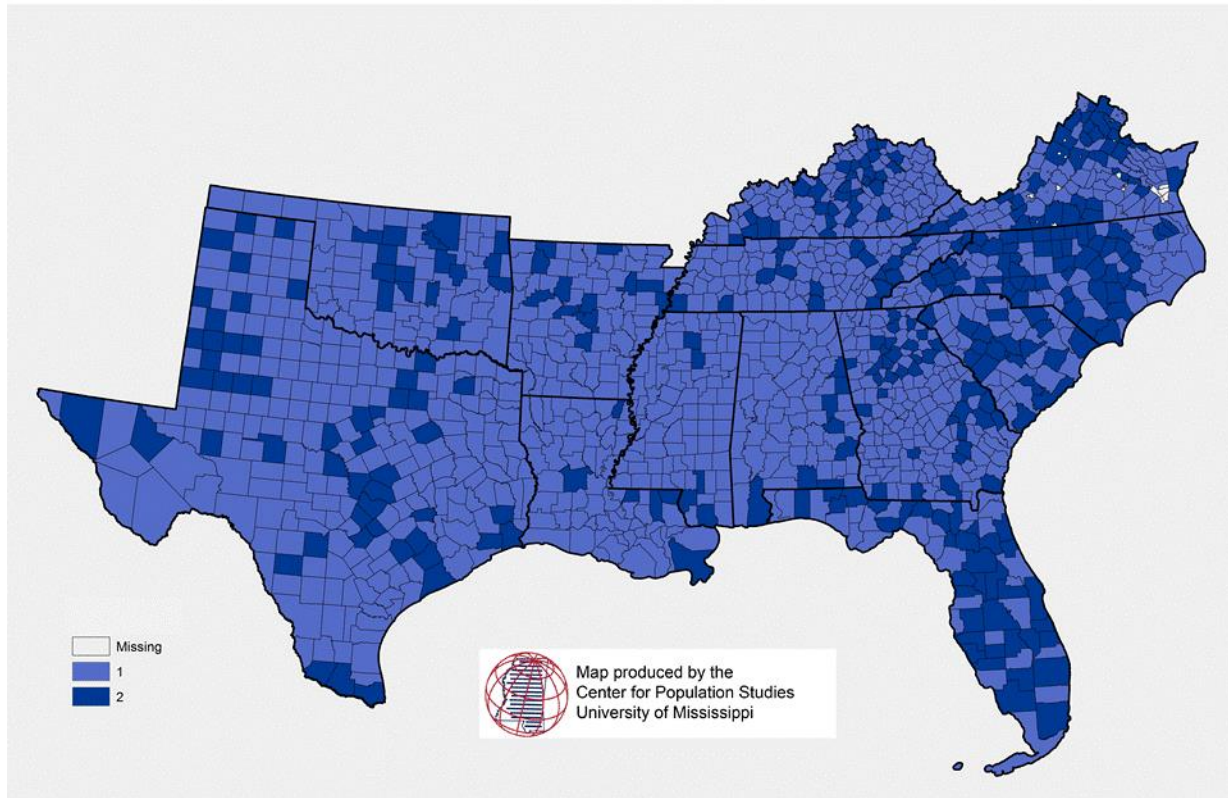 Missing
1
2
Map produced by the
Center for Population Studies
University of Mississippi